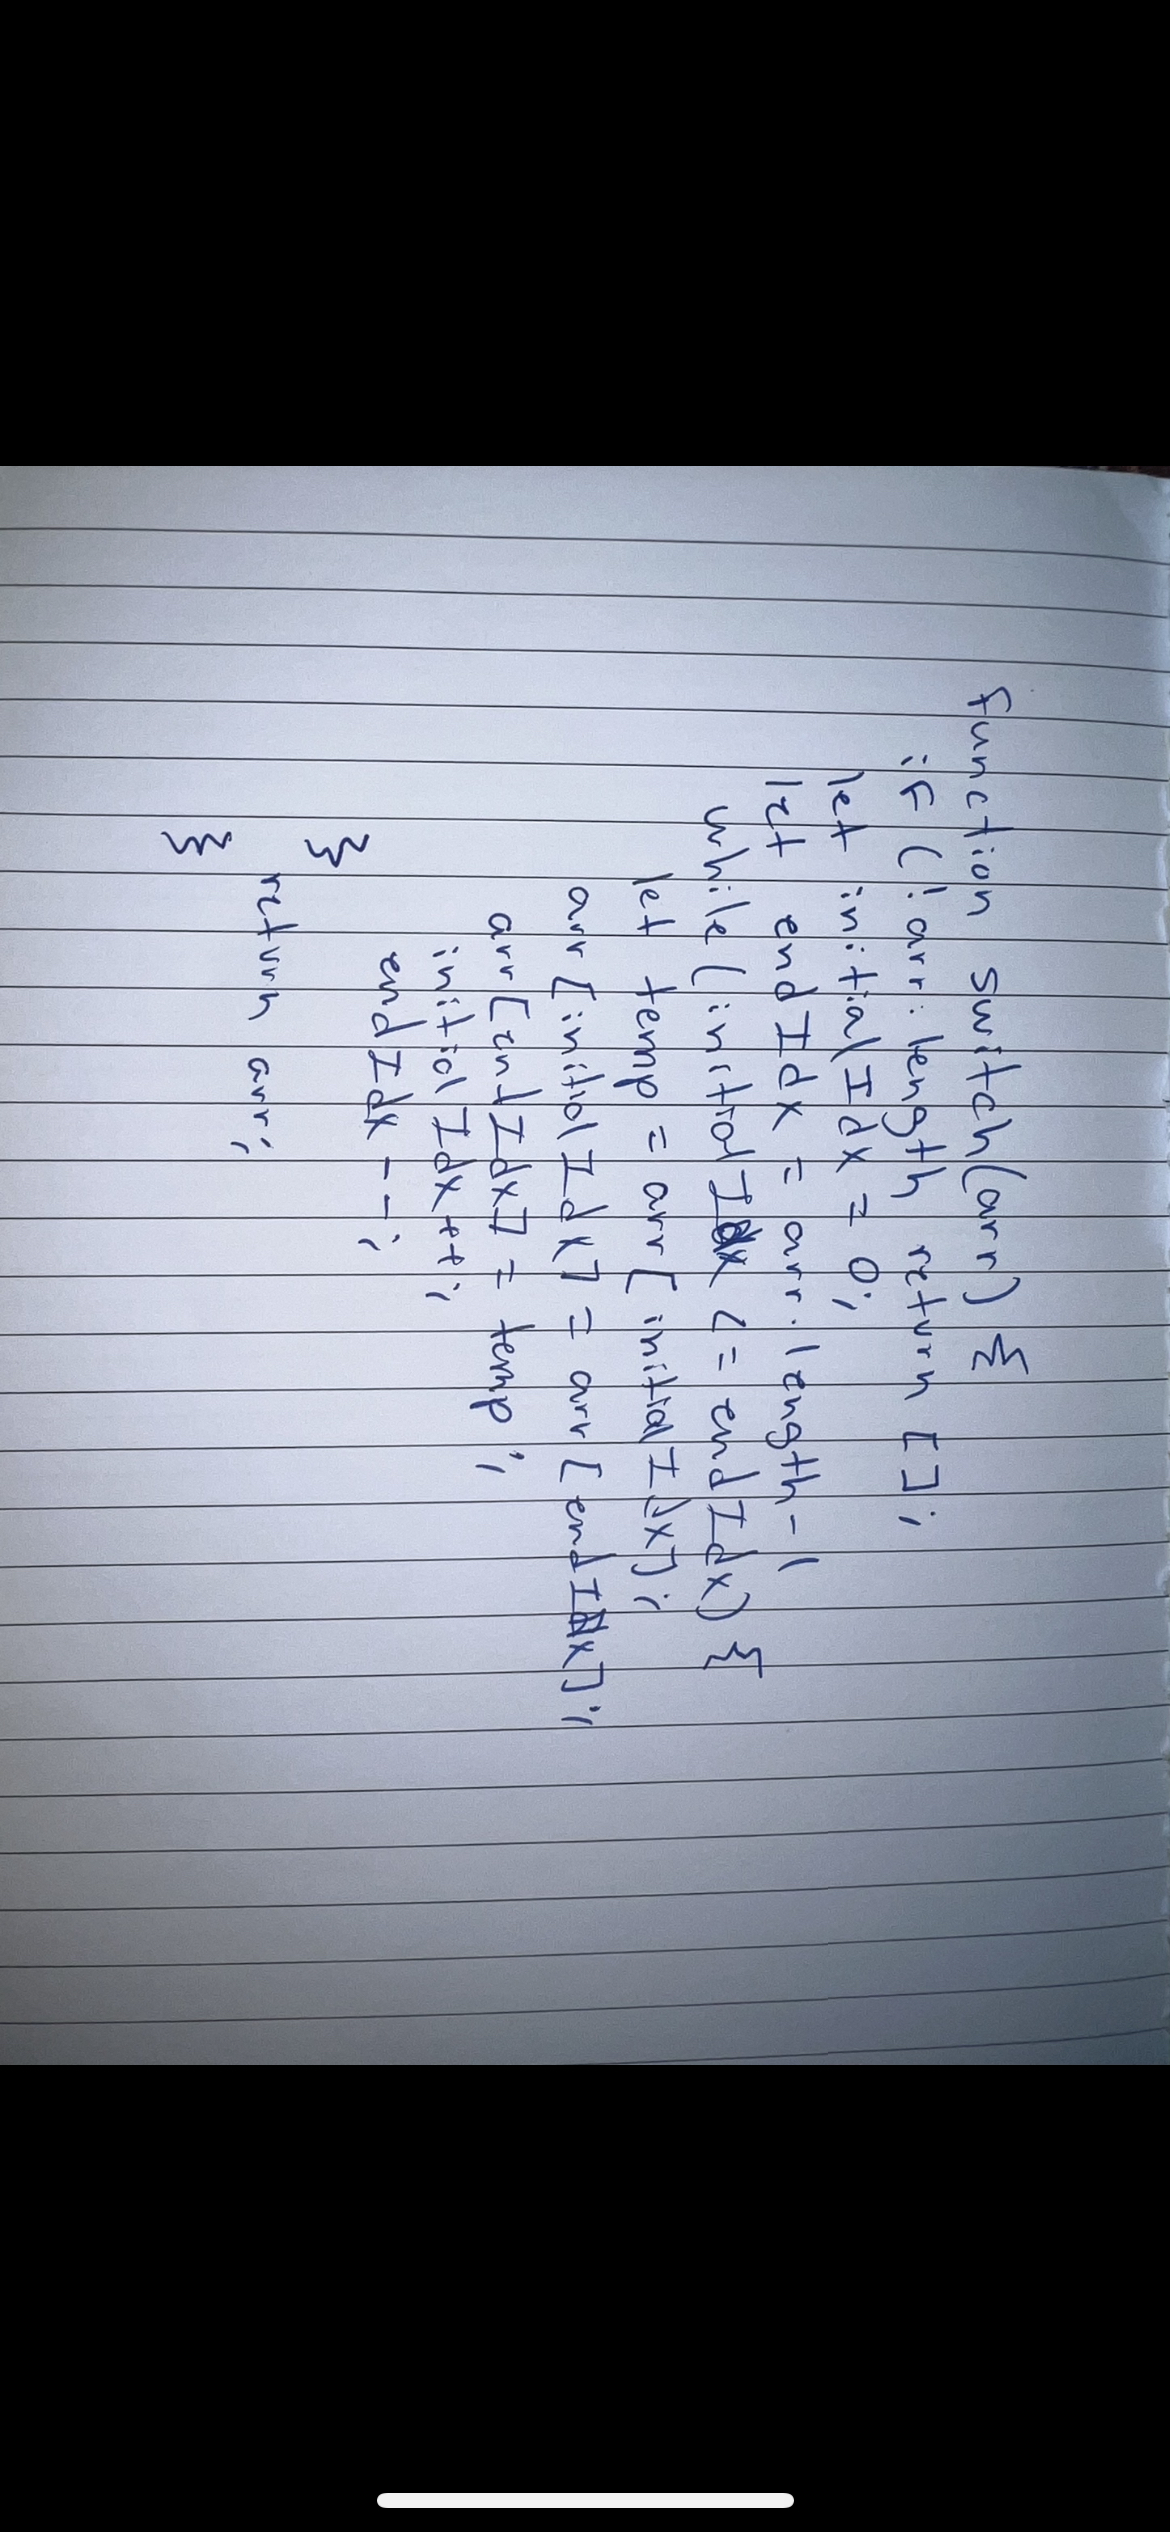 function switch(arr) {
if (!arr.length return [];
let initialIdx = 0;
let endIdx = arr.length-1
while (initialIdx <= endIdx) {
let temp = arr[initialIdx];
arr[initialIdx] = arr[endIdx];
arr[endIdx] = temp;
initialIdx++;
endIdx--;
}
return arr;
}